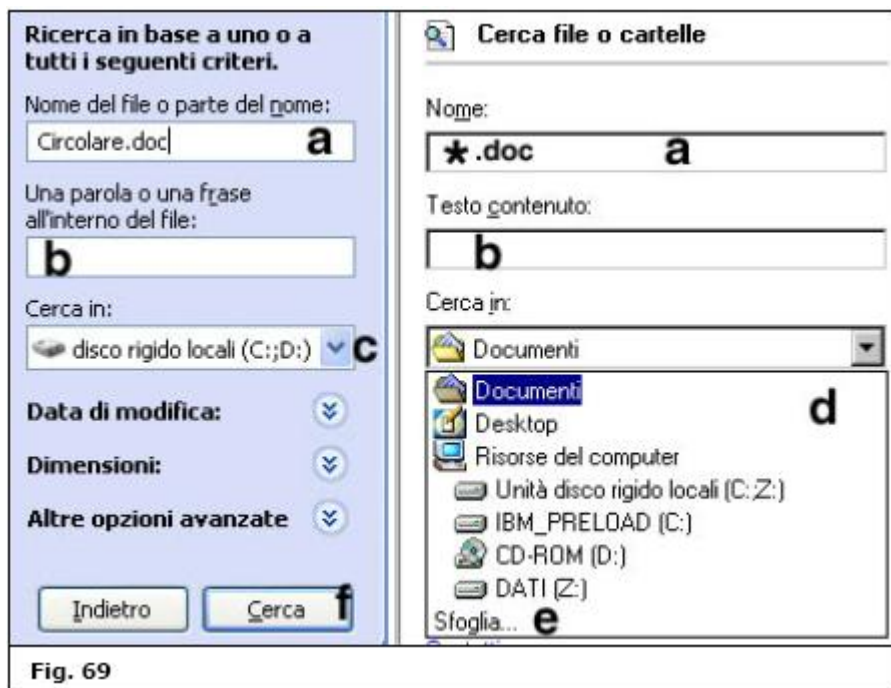 Ricerca in base a uno o a
tutti i seguenti criteri.
Nome del file o parte del nome:
Circolare.doc a
Una parola o una frase
all'interno del file:
b
Cerca in:
disco rigido locali (C:;D:) c
Data di modifica:
Dimensioni:
Altre opzioni avanzate
Indietro Cerca f
Cerca file o cartelle
Nome:
*.doc a
Testo contenuto:
b
Cerca in:
Documenti
Documenti d
Desktop
Risorse del computer
Unità disco rigido locali (C:;Z:)
IBM_PRELOAD (C:)
CD-ROM (D:)
DATI (Z:)
Sfoglia... e
Fig. 69